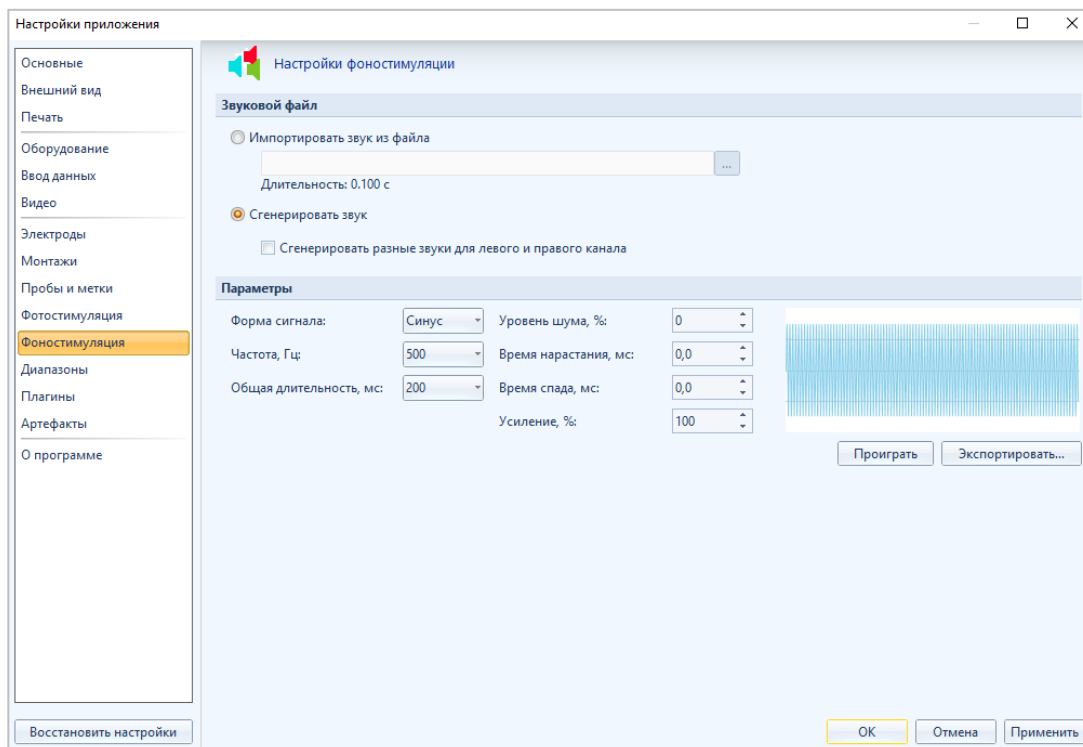 Настройки приложения
Основные
Внешний вид
Печать
Оборудование
Ввод данных
Видео
Электроды
Монтажи
Пробы и метки
Фотостимуляция
Фоностимуляция
Диапазоны
Плагины
Артефакты
О программе
Восстановить настройки
Настройки фоностимуляции
Звуковой файл
Импортировать звук из файла
...
Длительность: 0.100 с
Сгенерировать звук
Сгенерировать разные звуки для левого и правого канала
Параметры
Форма сигнала: Синус Уровень шума, %: 0
Частота, Гц: 500 Время нарастания, мс: 0,0
Общая длительность, мс: 200 Время спада, мс: 0,0
Усиление, %: 100
Проиграть Экспортировать...
ОК Отмена Применить